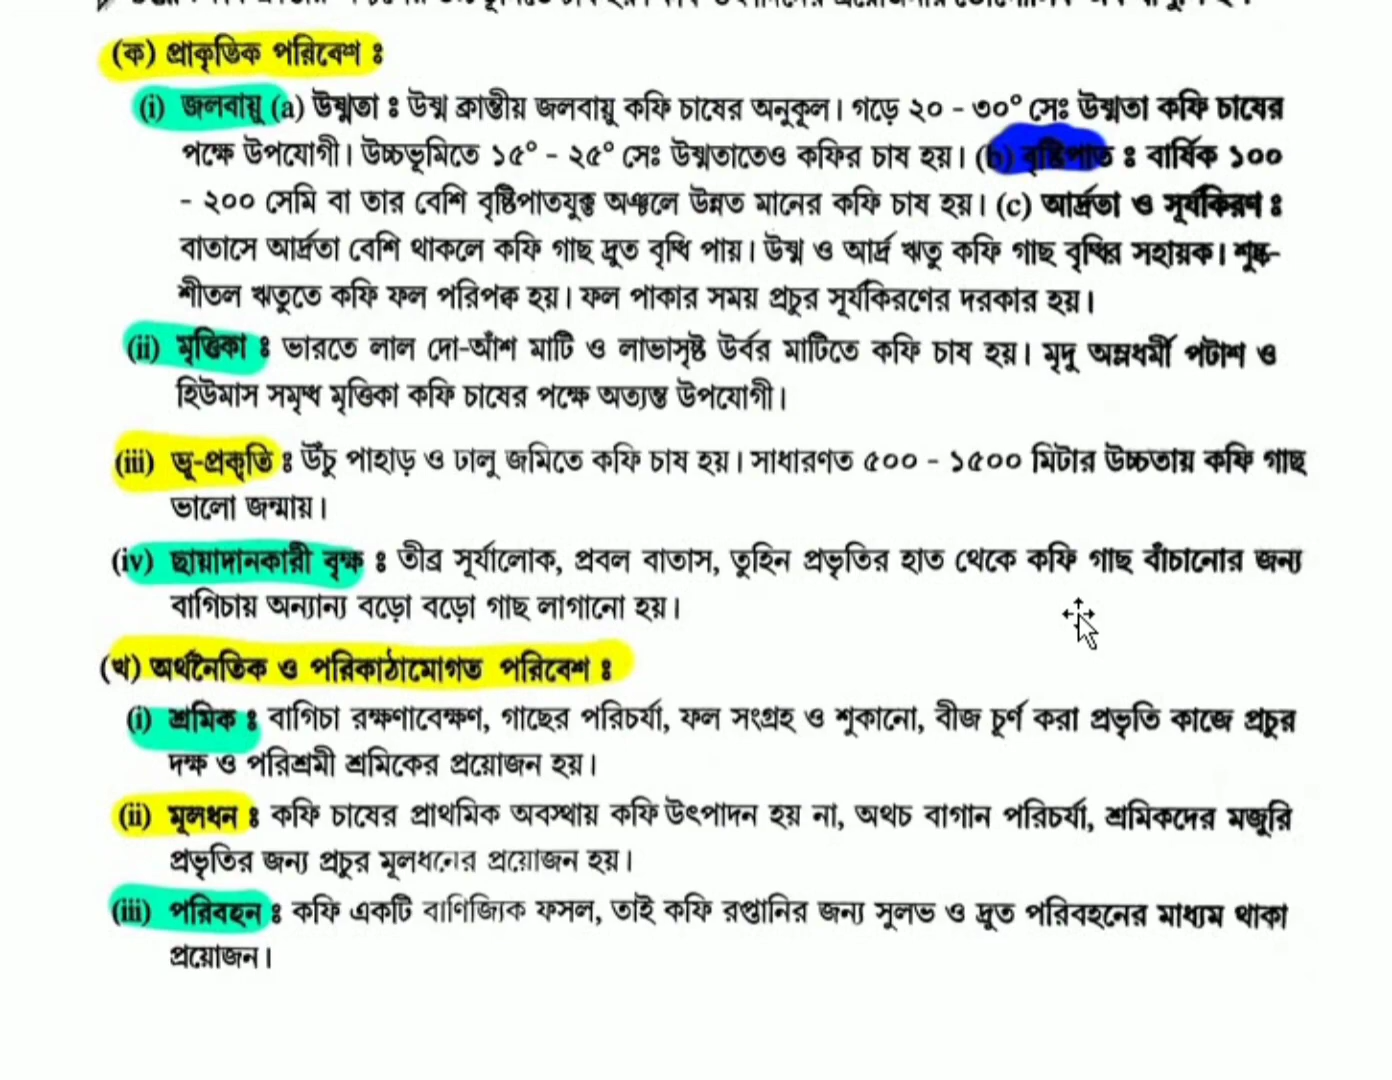 (ক) প্রাকৃতিক পরিবেশ ঃ
(i) জলবায়ু (a) উষ্মতা ঃ উষ্ম ক্রান্তীয় জলবায়ু কফি চাষের অনুকূল। গড়ে ২০ - ৩০° সেঃ উষ্মতা কফি চাষের
পক্ষে উপযোগী। উচ্চভূমিতে ১৫° - ২৫° সেঃ উষ্মতাতেও কফির চাষ হয়। (b) বৃষ্টিপাত ঃ বার্ষিক ১০০
- ২০০ সেমি বা তার বেশি বৃষ্টিপাতযুক্ত অঞ্চলে উন্নত মানের কফি চাষ হয়। (c) আর্দ্রতা ও সূর্যকিরণ ঃ
বাতাসে আর্দ্রতা বেশি থাকলে কফি গাছ দ্রুত বৃদ্ধি পায়। উষ্ম ও আর্দ্র ঋতু কফি গাছ বৃদ্ধির সহায়ক। শুষ্ক-
শীতল ঋতুতে কফি ফল পরিপক্ব হয়। ফল পাকার সময় প্রচুর সূর্যকিরণের দরকার হয়।
(ii) মৃত্তিকা ঃ ভারতে লাল দো-আঁশ মাটি ও লাভাসৃষ্ট উর্বর মাটিতে কফি চাষ হয়। মৃদু অম্লধর্মী পটাশ ও
হিউমাস সমৃদ্ধ মৃত্তিকা কফি চাষের পক্ষে অত্যন্ত উপযোগী।
(iii) ভূ-প্রকৃতি ঃ উঁচু পাহাড় ও ঢালু জমিতে কফি চাষ হয়। সাধারণত ৫০০ - ১৫০০ মিটার উচ্চতায় কফি গাছ
ভালো জন্মায়।
(iv) ছায়াদানকারী বৃক্ষ ঃ তীব্র সূর্যালোক, প্রবল বাতাস, তুহিন প্রভৃতির হাত থেকে কফি গাছ বাঁচানোর জন্য
বাগিচায় অন্যান্য বড়ো বড়ো গাছ লাগানো হয়।
(খ) অর্থনৈতিক ও পরিকাঠামোগত পরিবেশ ঃ
(i) শ্রমিক ঃ বাগিচা রক্ষণাবেক্ষণ, গাছের পরিচর্যা, ফল সংগ্রহ ও শুকানো, বীজ চূর্ণ করা প্রভৃতি কাজে প্রচুর
দক্ষ ও পরিশ্রমী শ্রমিকের প্রয়োজন হয়।
(ii) মূলধন ঃ কফি চাষের প্রাথমিক অবস্থায় কফি উৎপাদন হয় না, অথচ বাগান পরিচর্যা, শ্রমিকদের মজুরি
প্রভৃতির জন্য প্রচুর মূলধনের প্রয়োজন হয়।
(iii) পরিবহন ঃ কফি একটি বাণিজ্যিক ফসল, তাই কফি রপ্তানির জন্য সুলভ ও দ্রুত পরিবহনের মাধ্যম থাকা
প্রয়োজন।